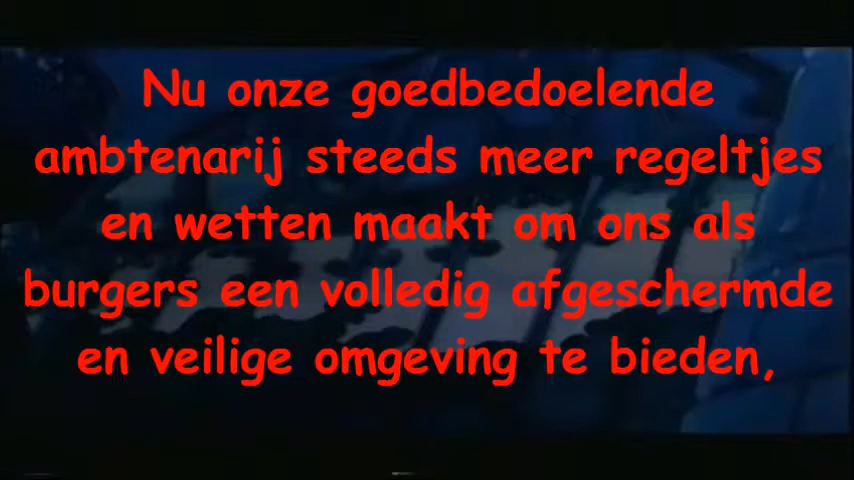 Nu onze goedbedoelende
ambtenarij steeds meer regeltjes
en wetten maakt om ons als
burgers een volledig afgeschermde
en veilige omgeving te bieden,